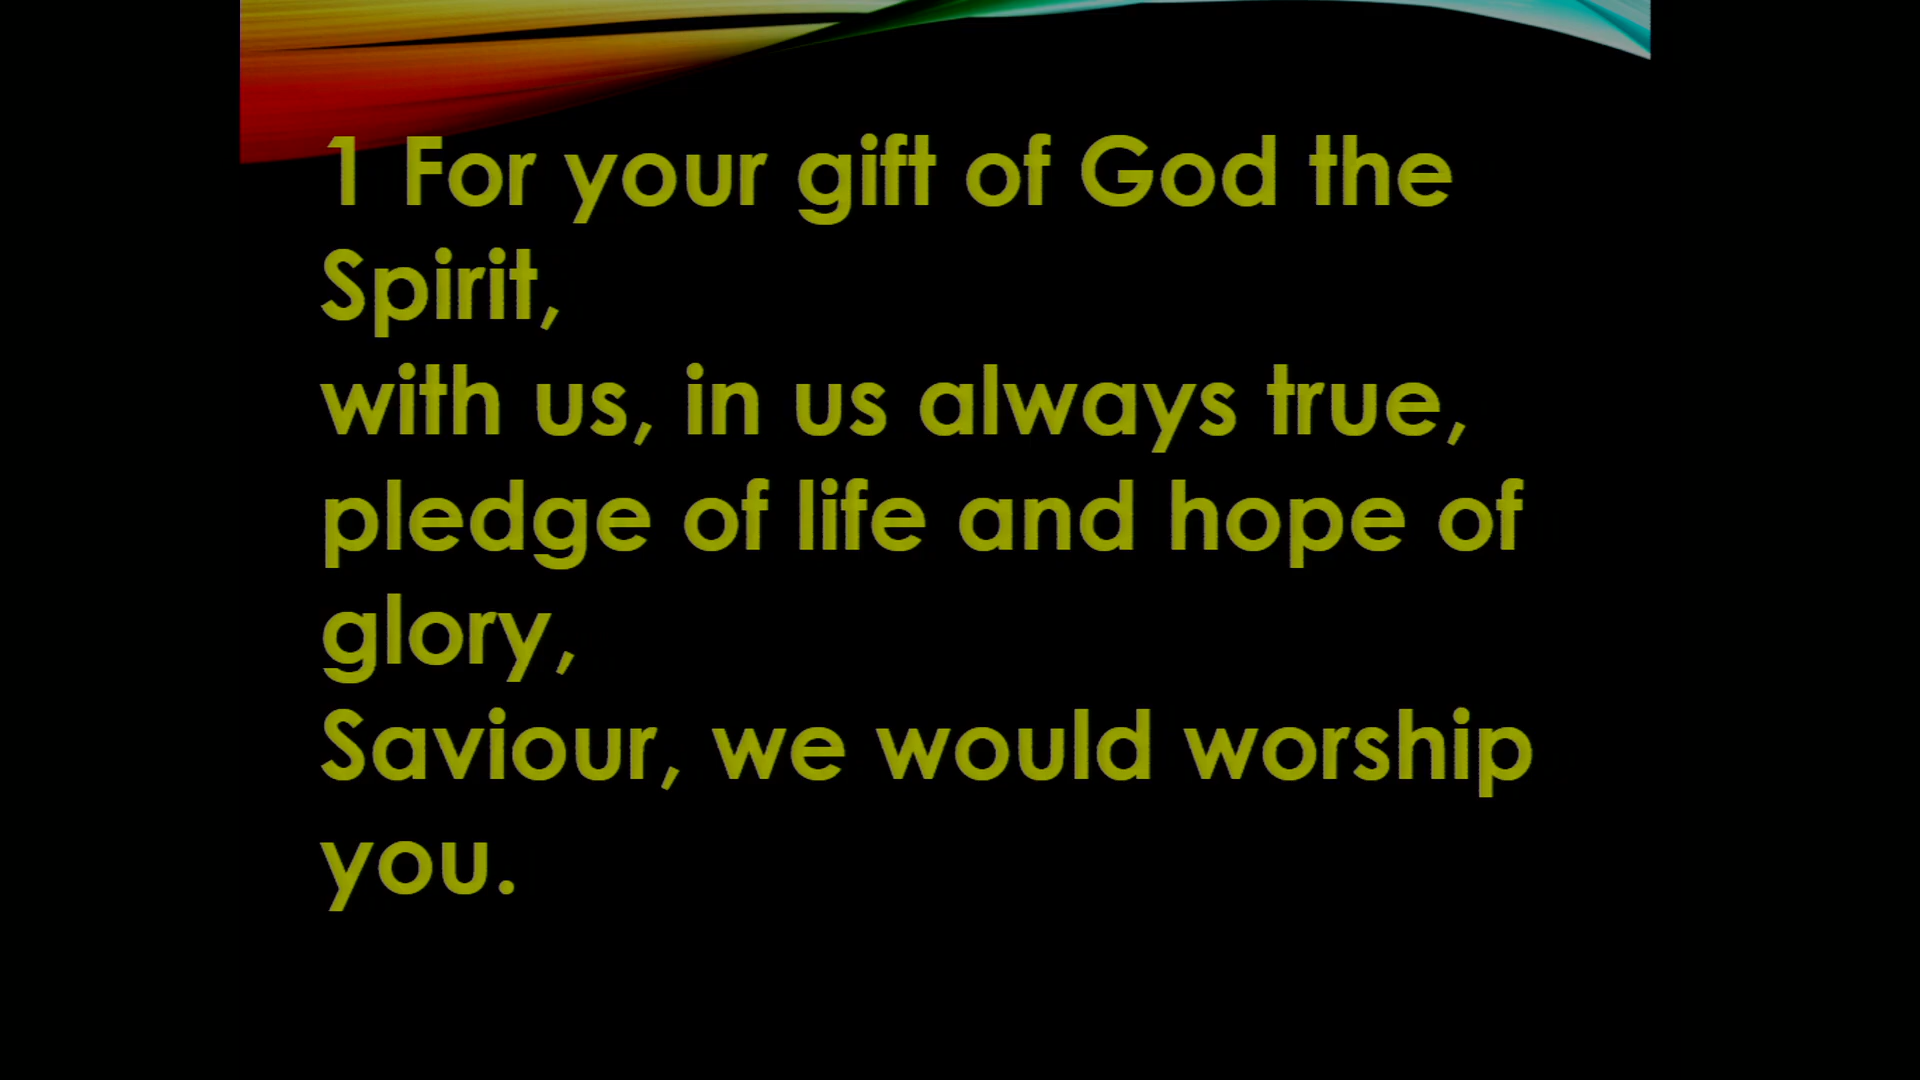 1 For your gift of God the
Spirit,
with us, in us always true,
pledge of life and hope of
glory,
Saviour, we would worship
you.